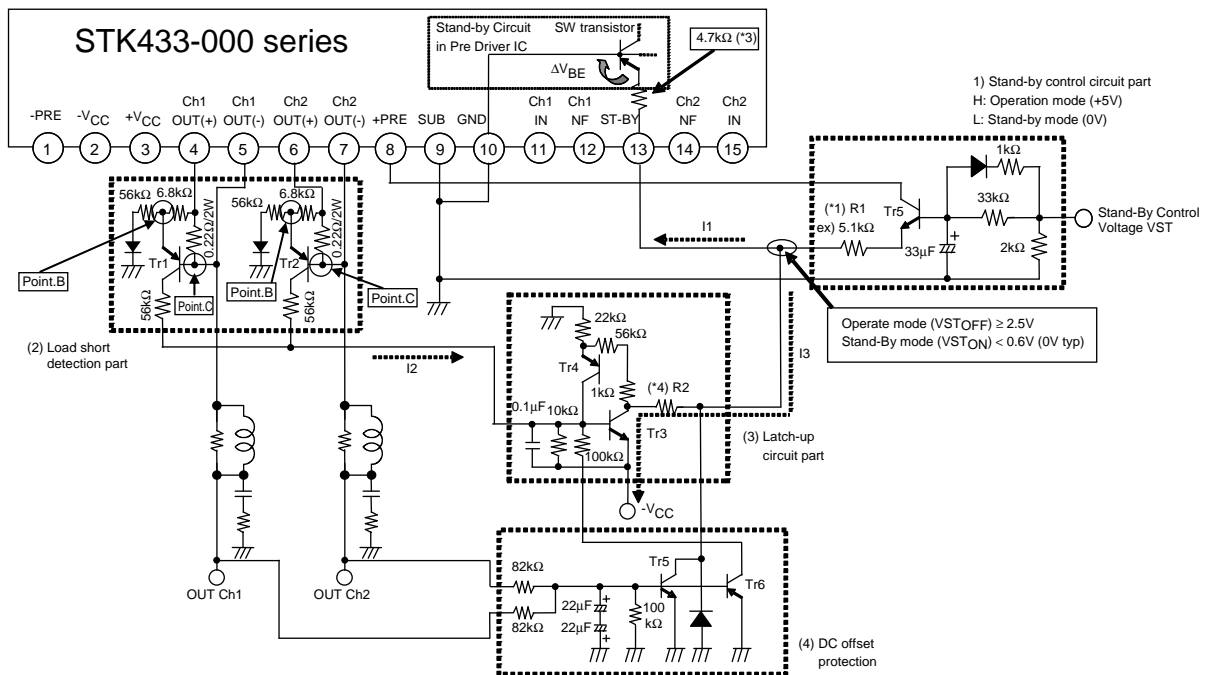 STK433-000 series
Stand-by Circuit
in Pre Driver IC
SW transistor
ΔVBE
4.7kΩ (*3)
-PRE
-VCC
+VCC
Ch1
OUT(+)
Ch1
OUT(-)
Ch2
OUT(+)
Ch2
OUT(-)
+PRE
SUB
GND
Ch1
IN
Ch1
NF
ST-BY
Ch2
NF
Ch2
IN
1
2
3
4
5
6
7
8
9
10
11
12
13
14
15
1) Stand-by control circuit part
H: Operation mode (+5V)
L: Stand-by mode (0V)
1kΩ
33kΩ
2kΩ
33μF
+
Tr5
(*1) R1
ex) 5.1kΩ
I1
Stand-By Control
Voltage VST
56kΩ
6.8kΩ
0.22Ω/2W
Tr1
56kΩ
Point.B
Point.C
56kΩ
6.8kΩ
0.22Ω/2W
Tr2
56kΩ
Point.B
Point.C
(2) Load short
detection part
I2
Operate mode (VSTOFF) ≥ 2.5V
Stand-By mode (VSTON) < 0.6V (0V typ)
I3
22kΩ
56kΩ
Tr4
1kΩ
(*4) R2
0.1μF
10kΩ
Tr3
100kΩ
(3) Latch-up
circuit part
-VCC
OUT Ch1
OUT Ch2
82kΩ
82kΩ
22μF
+
22μF
+
100
kΩ
Tr5
Tr6
(4) DC offset
protection